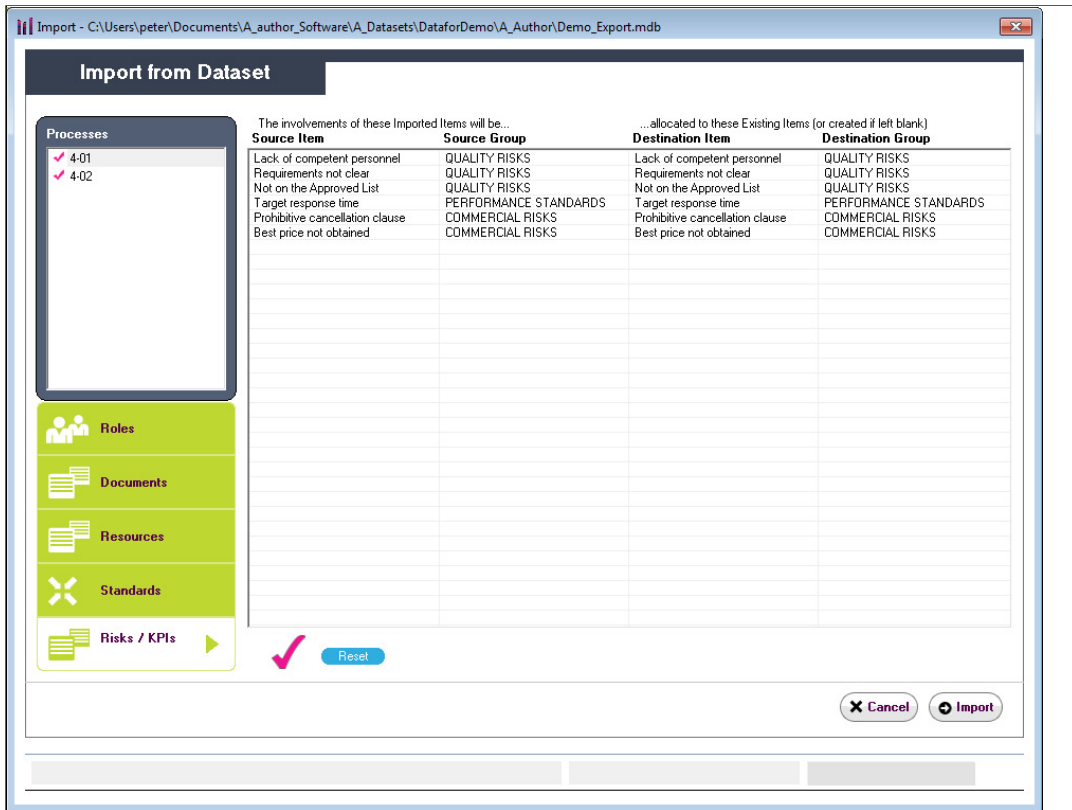 Import - C:\Users\peter\Documents\A_author_Software\A_Datasets\DataforDemo\A_Author\Demo_Export.mdb
Import from Dataset
Processes
4-01
4-02
The involvements of these Imported Items will be... ...allocated to these Existing Items (or created if left blank)
Source Item Source Group Destination Item Destination Group
Lack of competent personnel QUALITY RISKS Lack of competent personnel QUALITY RISKS
Requirements not clear QUALITY RISKS Requirements not clear QUALITY RISKS
Not on the Approved List QUALITY RISKS Not on the Approved List QUALITY RISKS
Target response time PERFORMANCE STANDARDS Target response time PERFORMANCE STANDARDS
Prohibitive cancellation clause COMMERCIAL RISKS Prohibitive cancellation clause COMMERCIAL RISKS
Best price not obtained COMMERCIAL RISKS Best price not obtained COMMERCIAL RISKS
Roles
Documents
Resources
Standards
Risks / KPIs
Reset
Cancel
Import